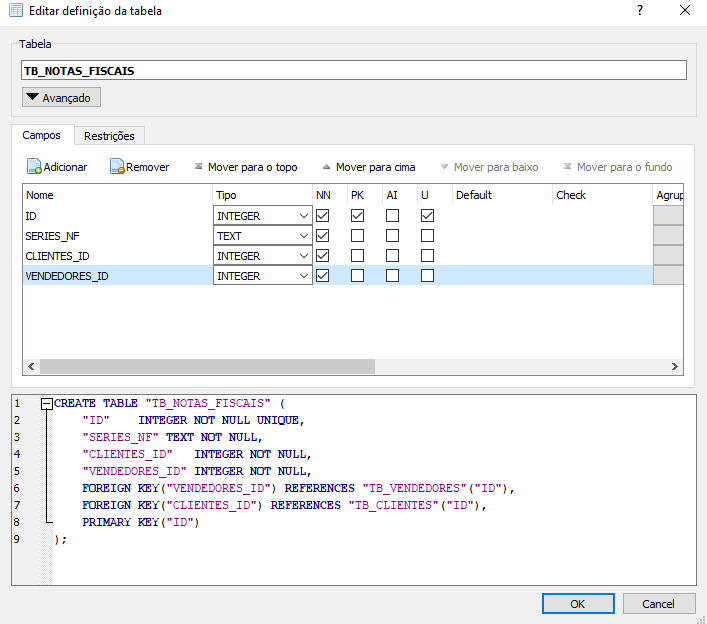 Editar definição da tabela
?
Tabela
TB_NOTAS_FISCAIS
Avançado
Campos Restrições
Adicionar Remover Mover para o topo Mover para cima Mover para baixo Mover para o fundo
Nome Tipo NN PK AI U Default Check Agrup
ID INTEGER
SERIES_NF TEXT
CLIENTES_ID INTEGER
VENDEDORES_ID INTEGER
1 CREATE TABLE "TB_NOTAS_FISCAIS" (
2 "ID" INTEGER NOT NULL UNIQUE,
3 "SERIES_NF" TEXT NOT NULL,
4 "CLIENTES_ID" INTEGER NOT NULL,
5 "VENDEDORES_ID" INTEGER NOT NULL,
6 FOREIGN KEY("VENDEDORES_ID") REFERENCES "TB_VENDEDORES"("ID"),
7 FOREIGN KEY("CLIENTES_ID") REFERENCES "TB_CLIENTES"("ID"),
8 PRIMARY KEY("ID")
9 );
OK Cancel